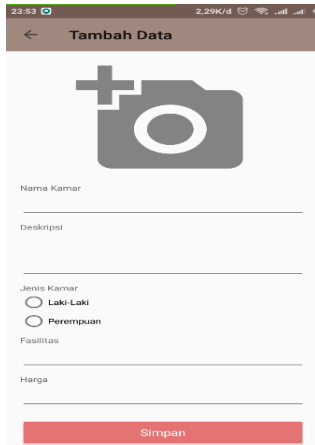 23:53 2,29K/d
Tambah Data
Nama Kamar
Deskripsi
Jenis Kamar
Laki-Laki
Perempuan
Fasilitas
Harga
Simpan